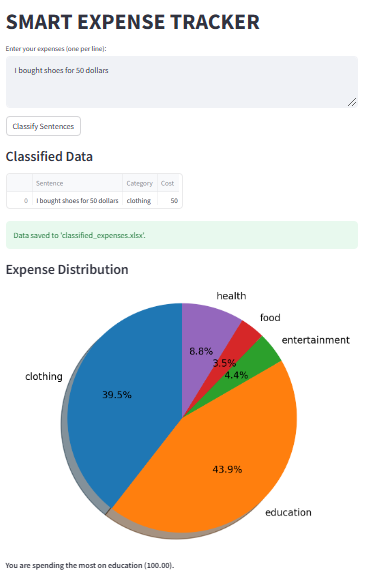 SMART EXPENSE TRACKER
Enter your expenses (one per line):
I bought shoes for 50 dollars
Classify Sentences
Classified Data
Sentence Category Cost
0 I bought shoes for 50 dollars clothing 50
Data saved to 'classified_expenses.xlsx'.
Expense Distribution
health
food
entertainment
8.8%
3.5%
4.4%
clothing
39.5%
43.9%
education
You are spending the most on education (100.00).